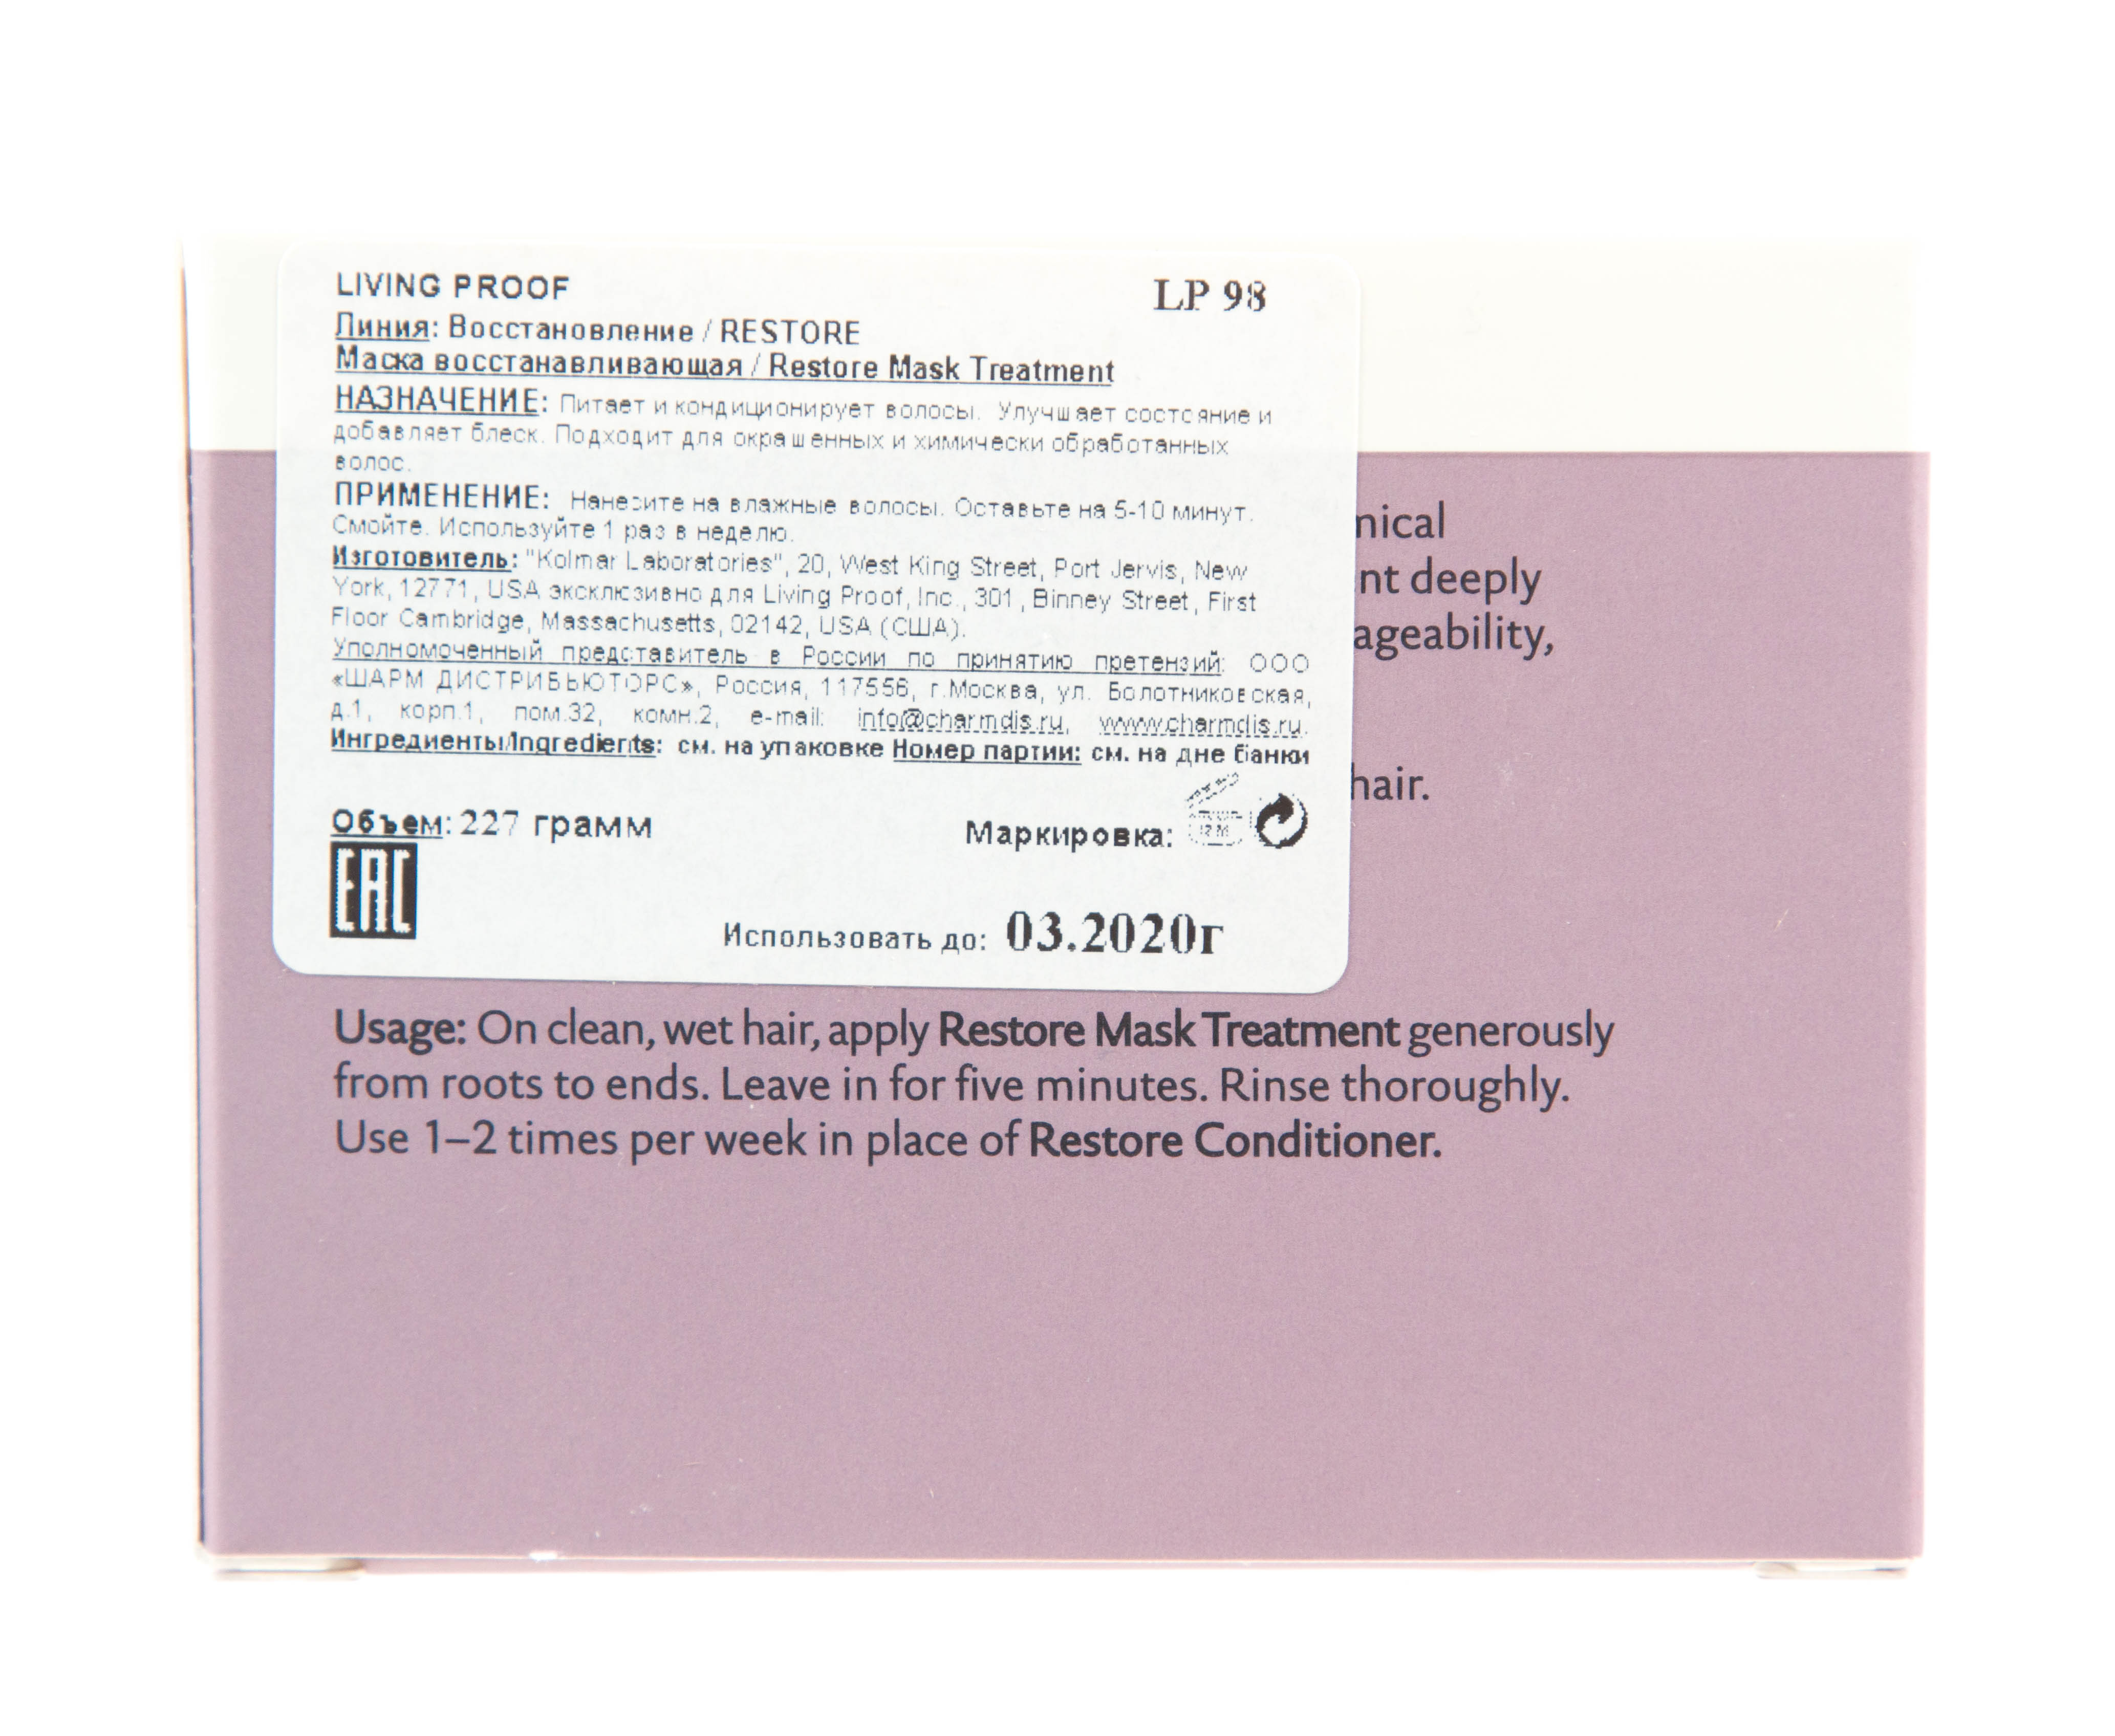 LIVING PROOF
LP 98
Линия: Восстановление / RESTORE
Маска восстанавливающая / Restore Mask Treatment
НАЗНАЧЕНИЕ: Питает и кондиционирует волосы. Улучшает состояние и
добавляет блеск. Подходит для окрашенных и химически обработанных
волос.
ПРИМЕНЕНИЕ: Нанесите на влажные волосы. Оставьте на 5-10 минут.
Смойте. Используйте 1 раз в неделю.
Изготовитель: "Kolmar Laboratories", 20, West King Street, Port Jervis, New
York, 12771, USA эксклюзивно для Living Proof, Inc., 301, Binney Street, First
Floor Cambridge, Massachusetts, 02142, USA (США).
Уполномоченный представитель в России по принятию претензий: ООО
«ШАРМ ДИСТРИБЬЮТОРС», Россия, 117556, г.Москва, ул. Болотниковская,
д.1, корп.1, пом.32, комн.2, e-mail: info@charmdis.ru, www.charmdis.ru.
Ингредиенты/Ingredients: см. на упаковке Номер партии: см. на дне банки
Объем: 227 грамм
Маркировка: 12 M
EAC
Использовать до: 03.2020г
mical
nt deeply
ageability,
hair.
Usage: On clean, wet hair, apply Restore Mask Treatment generously
from roots to ends. Leave in for five minutes. Rinse thoroughly.
Use 1–2 times per week in place of Restore Conditioner.